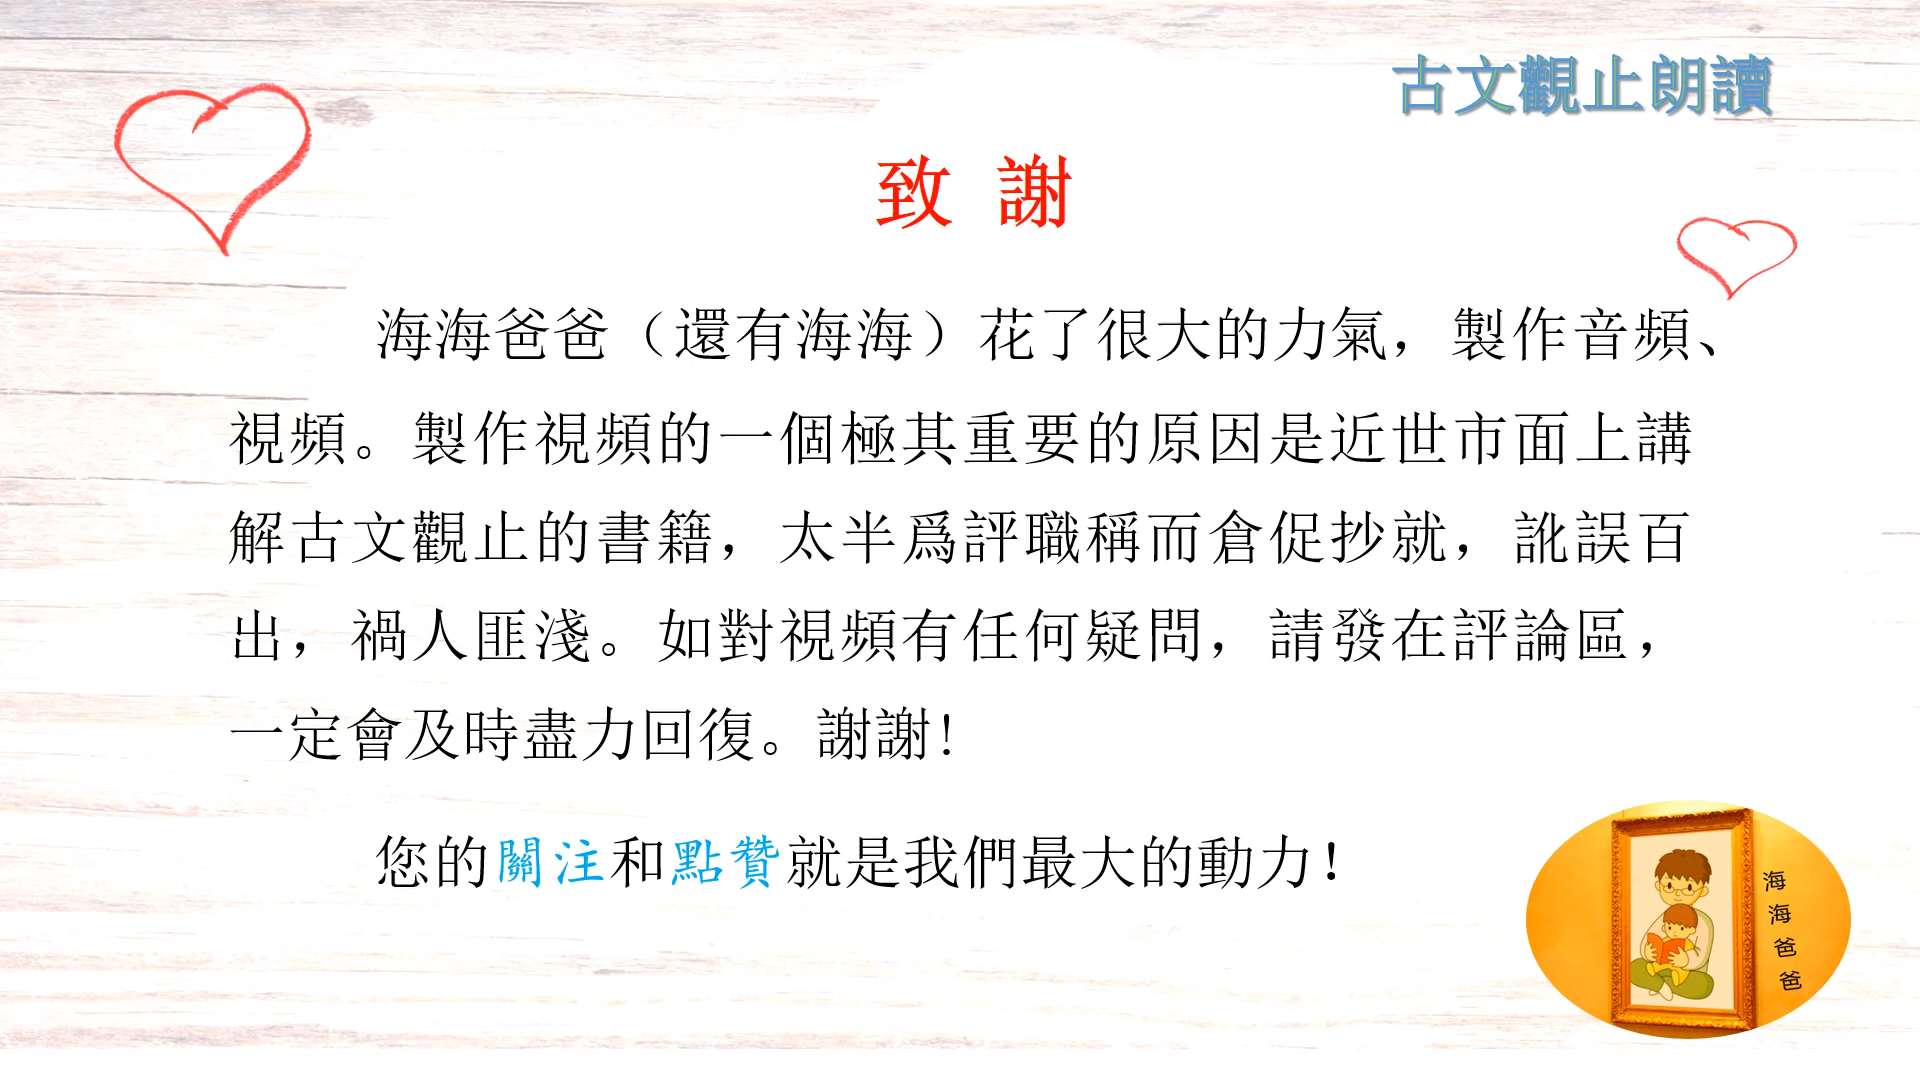 古文觀止朗讀
致 謝
海海爸爸（還有海海）花了很大的力氣，製作音頻、
視頻。製作視頻的一個極其重要的原因是近世市面上講
解古文觀止的書籍，太半爲評職稱而倉促抄就，訛誤百
出，禍人匪淺。如對視頻有任何疑問，請發在評論區，
一定會及時盡力回復。謝謝！
您的關注和點贊就是我們最大的動力！
海海爸爸